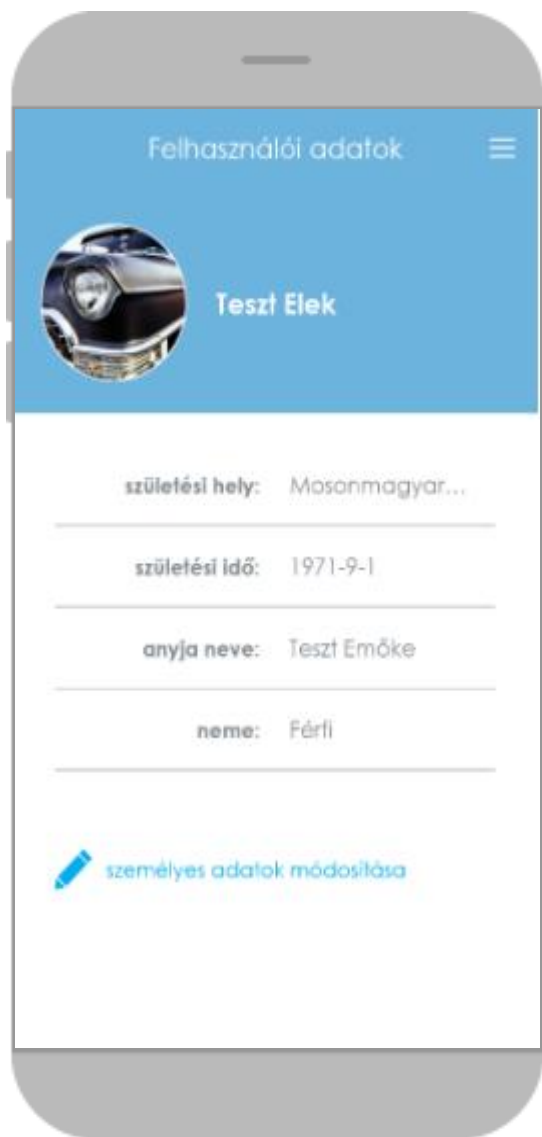 Felhasználói adatok
Teszt Elek
születési hely: Mosonmagyar...
születési idő: 1971-9-1
anyja neve: Teszt Emőke
neme: Férfi
személyes adatok módosítása